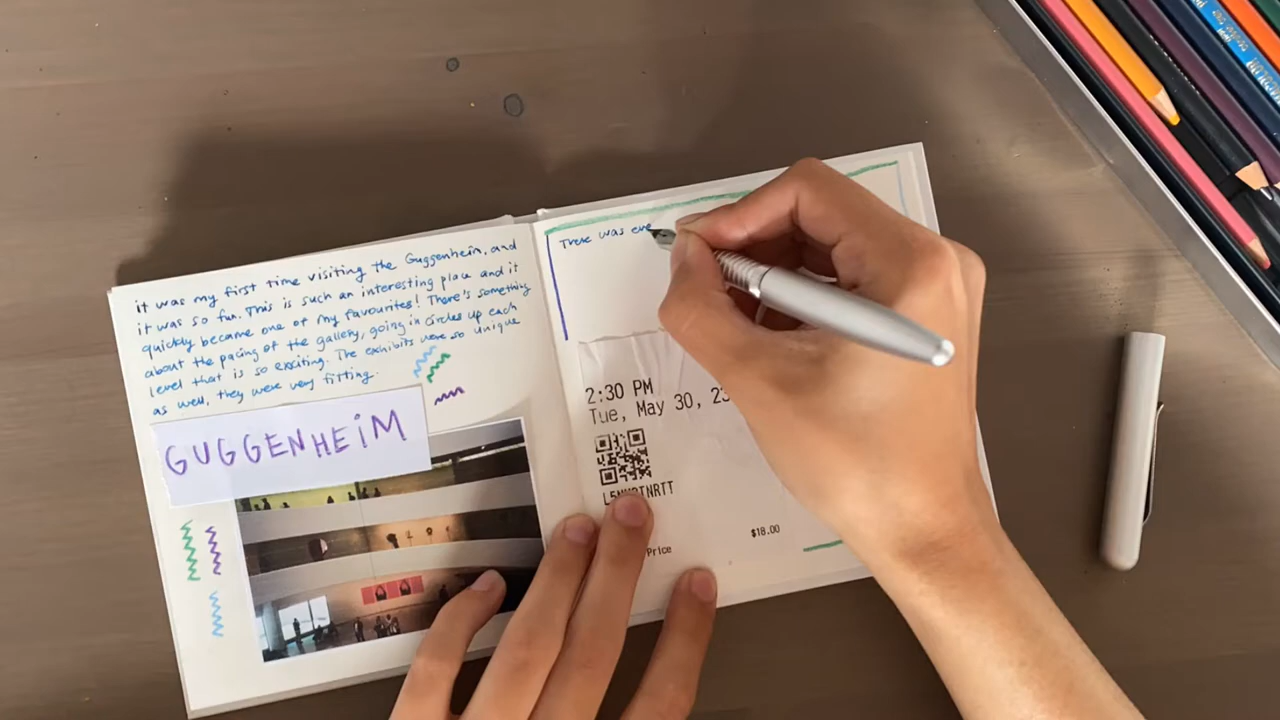 it was my first time visiting the Guggenheim, and
it was so fun. This is such an interesting place and it
quickly became one of my favourites! There's something
about the pacing of the gallery, going in circles up each
level that is so exciting. The exhibits were so unique
as well, they were very fitting.
GUGGENHEiM
There was
2:30 PM
Tue, May 30,
Price
$18.00